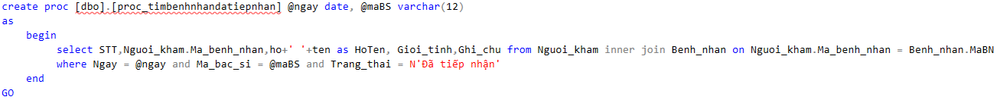 create proc [dbo].[proc_timbenhnhandatiepnhan] @ngay date, @maBS varchar(12)
as
begin
select STT,Nguoi_kham.Ma_benh_nhan,ho+' '+ten as HoTen, Gioi_tinh,Ghi_chu from Nguoi_kham inner join Benh_nhan on Nguoi_kham.Ma_benh_nhan = Benh_nhan.MaBN
where Ngay = @ngay and Ma_bac_si = @maBS and Trang_thai = N'Đã tiếp nhận'
end
GO